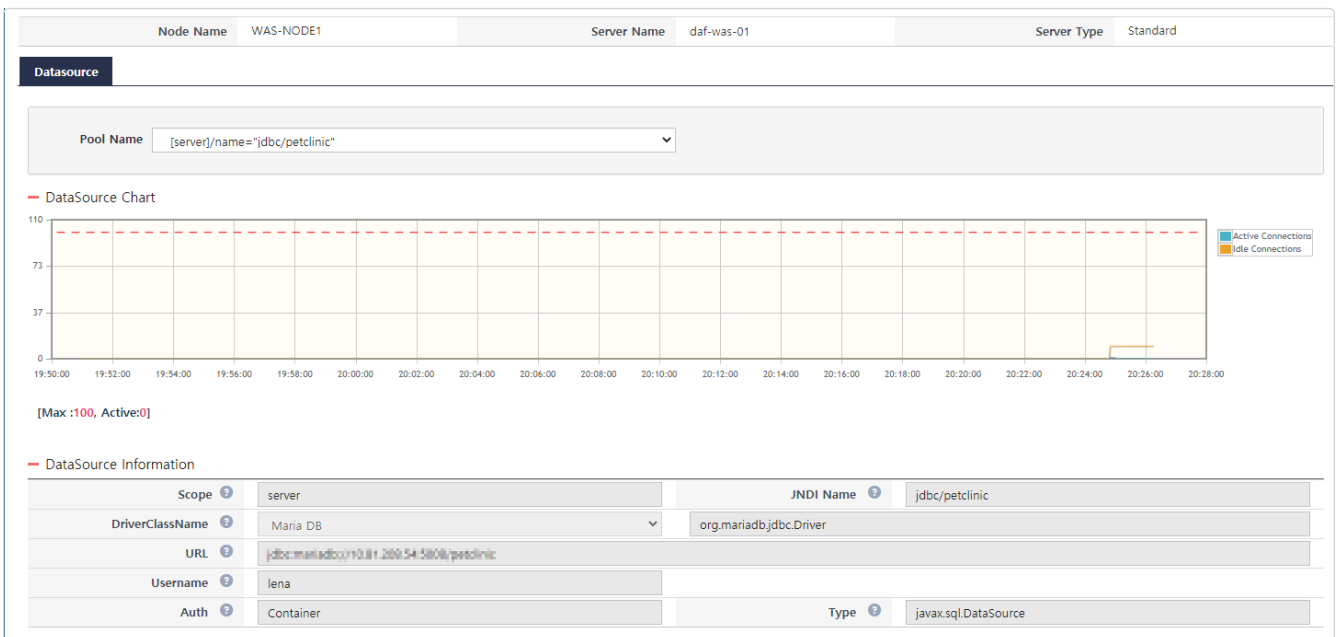 Node Name WAS-NODE1 Server Name daf-was-01 Server Type Standard
Datasource
Pool Name [server]/name="jdbc/petclinic"
DataSource Chart
110
Active Connections
Idle Connections
73
37
0
19:50:00 19:52:00 19:54:00 19:56:00 19:58:00 20:00:00 20:02:00 20:04:00 20:06:00 20:08:00 20:10:00 20:12:00 20:14:00 20:16:00 20:18:00 20:20:00 20:22:00 20:24:00 20:26:00 20:28:00
[Max :100, Active:0]
DataSource Information
Scope ? server JNDI Name ? jdbc/petclinic
DriverClassName ? Maria DB org.mariadb.jdbc.Driver
URL ?
Username ? lena
Auth ? Container Type ? javax.sql.DataSource